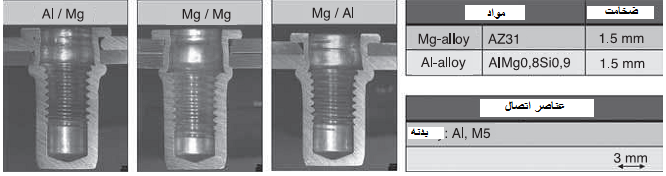 Al / Mg
Mg / Mg
Mg / Al
مواد ضخامت
Mg-alloy AZ31 1.5 mm
Al-alloy AlMg0,8Si0,9 1.5 mm
عناصر اتصال
بدنه : Al, M5
3 mm